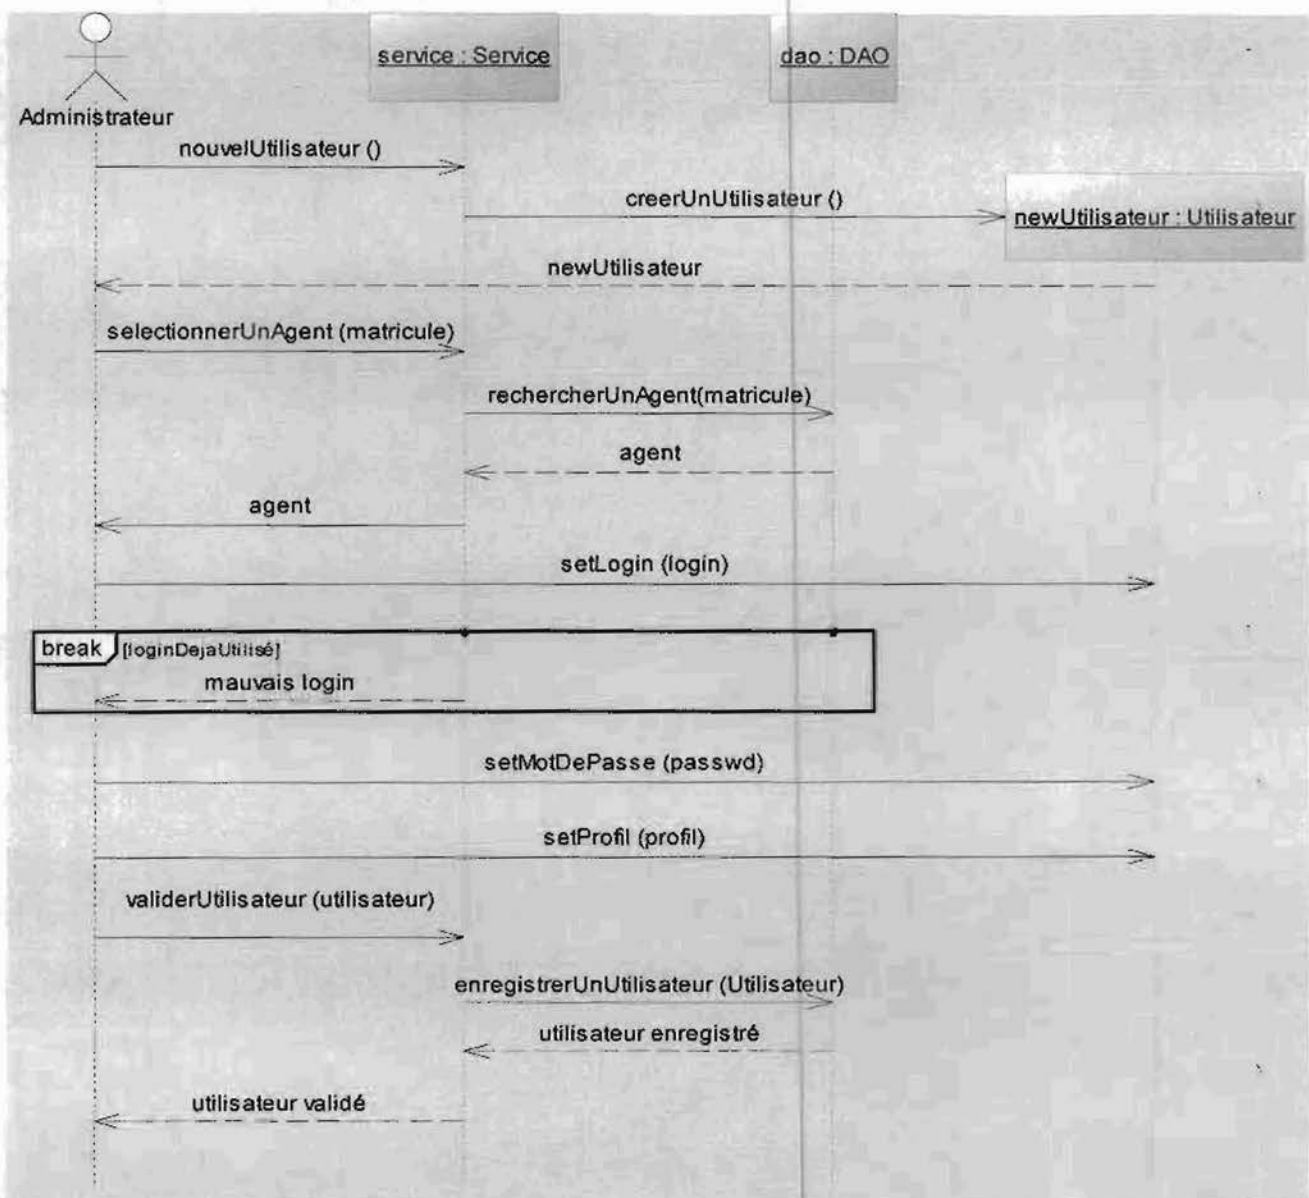 service : Service
dao : DAO
Administrateur
nouvelUtilisateur ()
creerUnUtilisateur ()
newUtilisateur : Utilisateur
newUtilisateur
selectionnerUnAgent (matricule)
rechercherUnAgent(matricule)
agent
agent
setLogin (login)
break [loginDejaUtilisé]
mauvais login
setMotDePasse (passwd)
setProfil (profil)
validerUtilisateur (utilisateur)
enregistrerUnUtilisateur (Utilisateur)
utilisateur enregistré
utilisateur validé